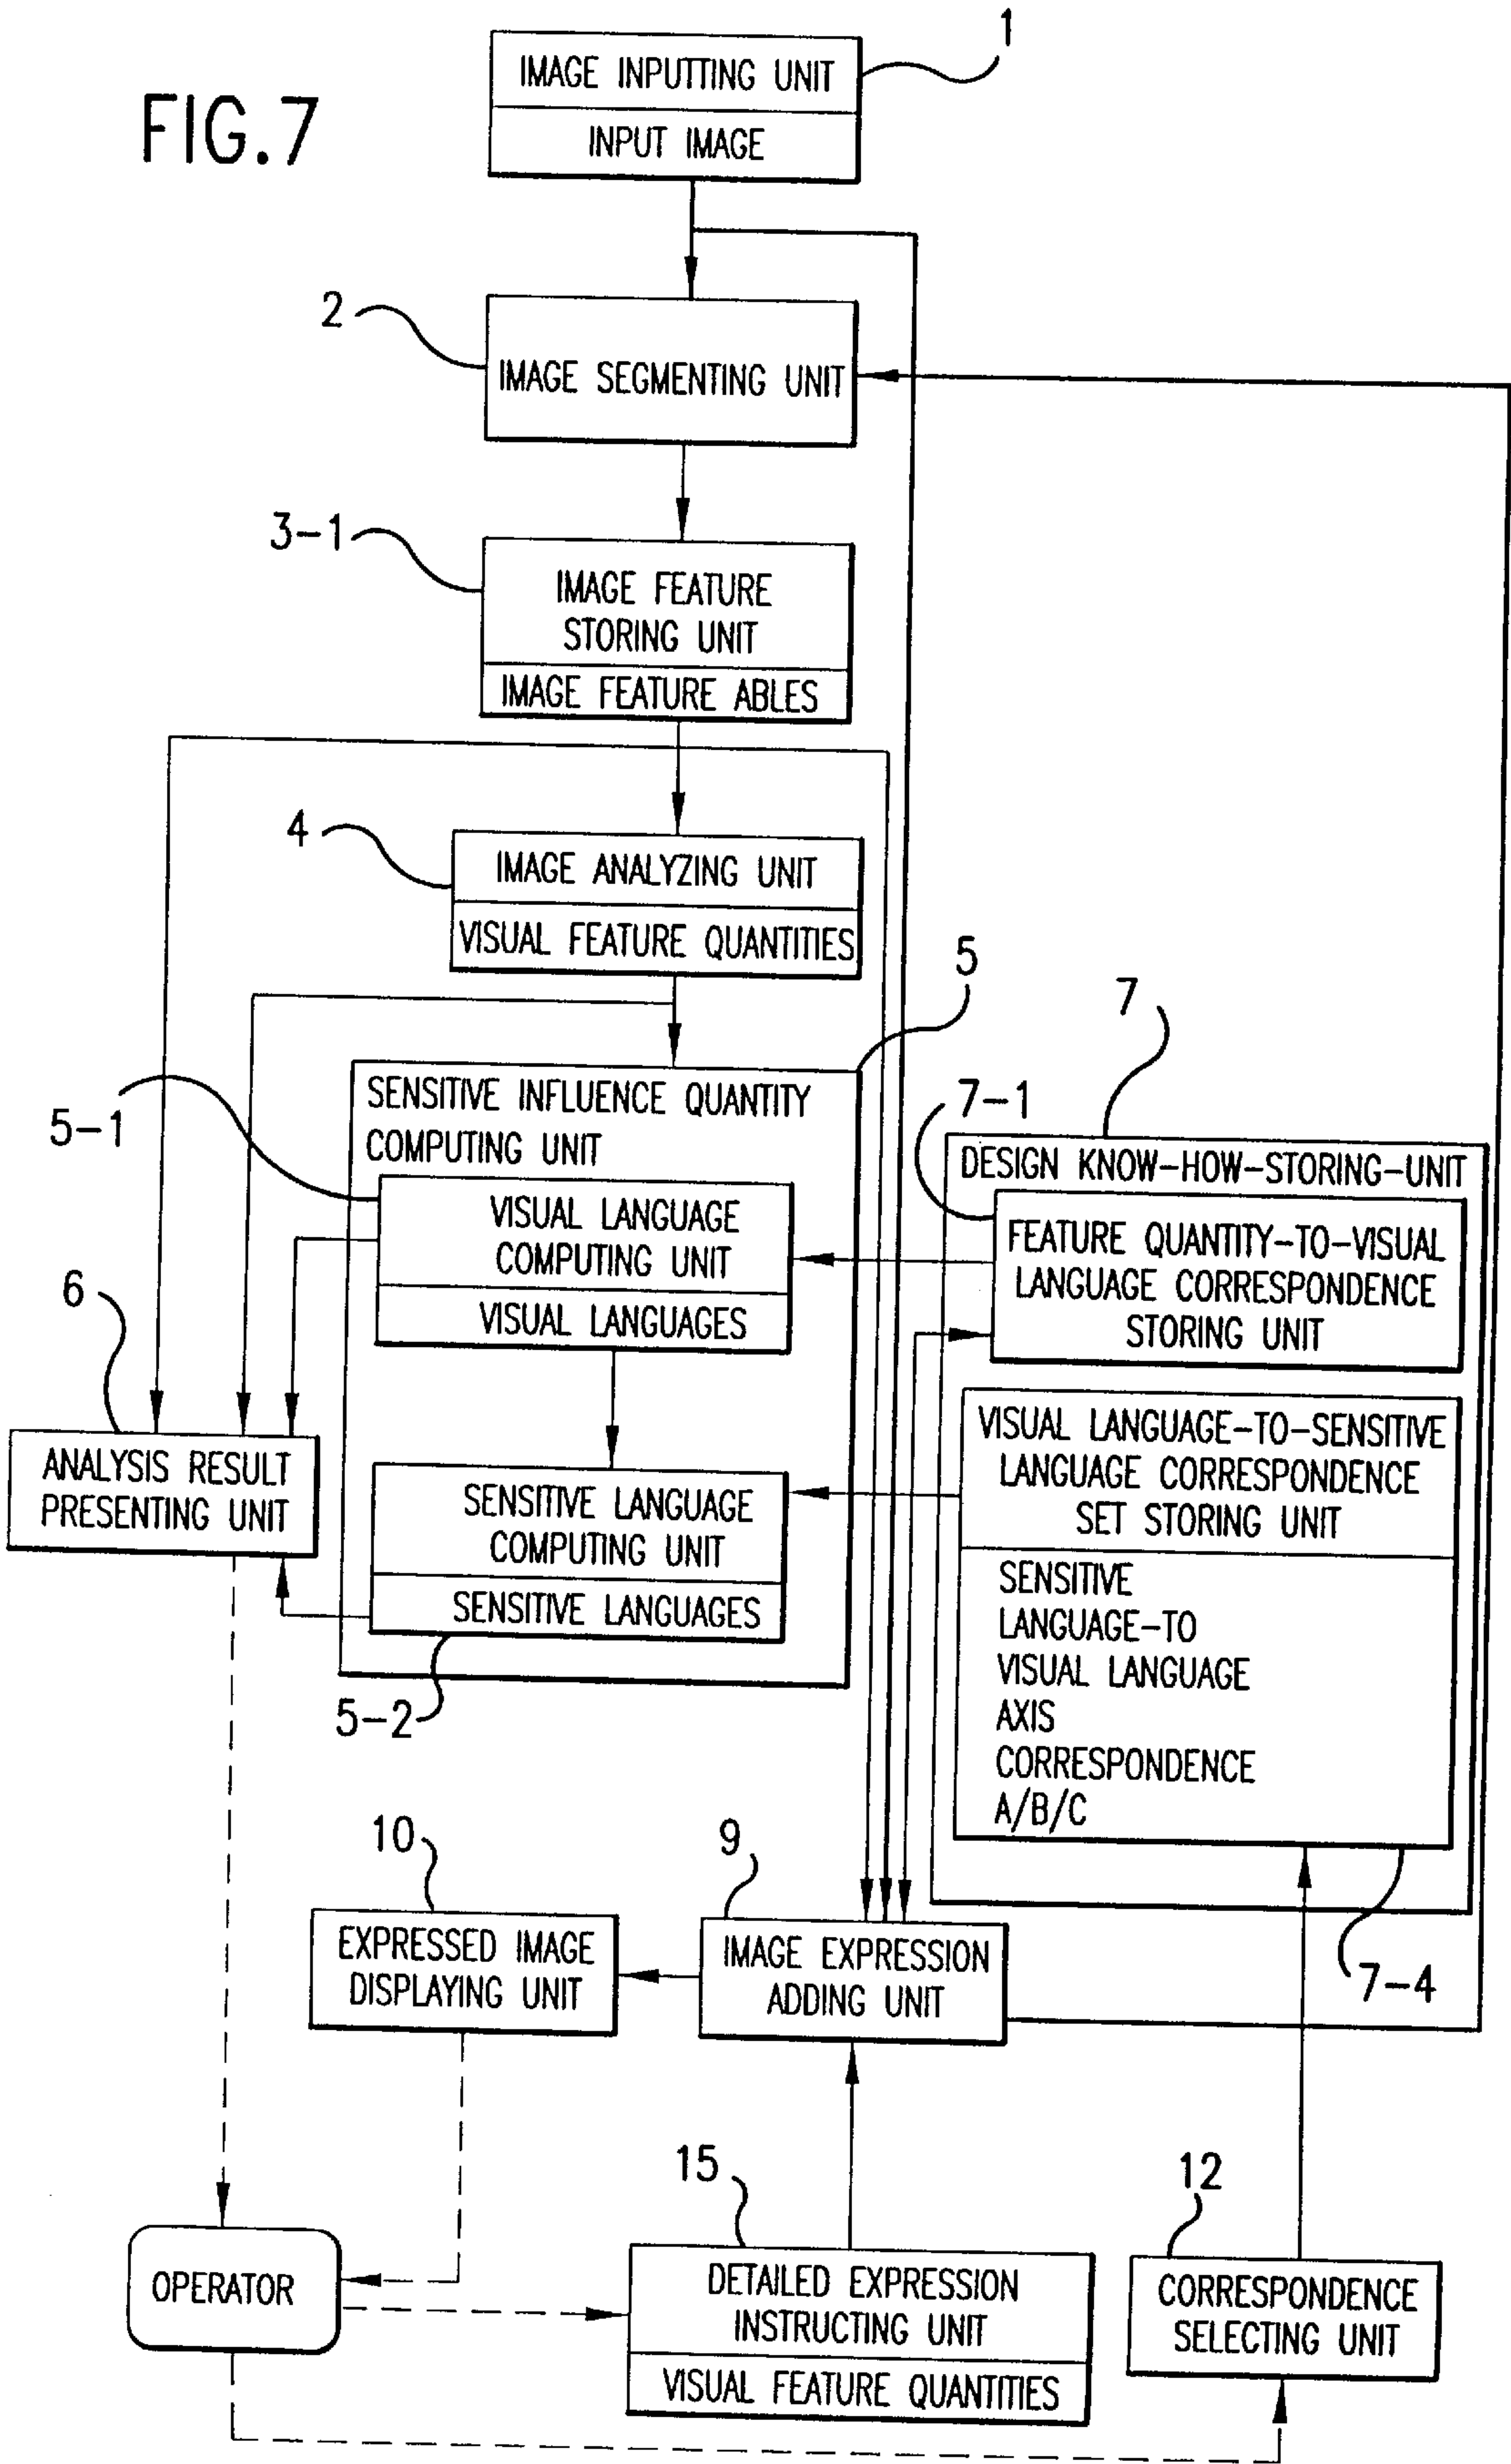 FIG.7
1
IMAGE INPUTTING UNIT
INPUT IMAGE
2
IMAGE SEGMENTING UNIT
3-1
IMAGE FEATURE
STORING UNIT
IMAGE FEATURE ABLES
4
IMAGE ANALYZING UNIT
VISUAL FEATURE QUANTITIES
5
SENSITIVE INFLUENCE QUANTITY
COMPUTING UNIT
5-1
VISUAL LANGUAGE
COMPUTING UNIT
VISUAL LANGUAGES
7
DESIGN KNOW-HOW-STORING-UNIT
7-1
FEATURE QUANTITY-TO-VISUAL
LANGUAGE CORRESPONDENCE
STORING UNIT
6
ANALYSIS RESULT
PRESENTING UNIT
SENSITIVE LANGUAGE
COMPUTING UNIT
SENSITIVE LANGUAGES
5-2
VISUAL LANGUAGE-TO-SENSITIVE
LANGUAGE CORRESPONDENCE
SET STORING UNIT
SENSITIVE
LANGUAGE-TO
VISUAL LANGUAGE
AXIS
CORRESPONDENCE
A/B/C
7-4
10
EXPRESSED IMAGE
DISPLAYING UNIT
9
IMAGE EXPRESSION
ADDING UNIT
OPERATOR
15
DETAILED EXPRESSION
INSTRUCTING UNIT
VISUAL FEATURE QUANTITIES
12
CORRESPONDENCE
SELECTING UNIT